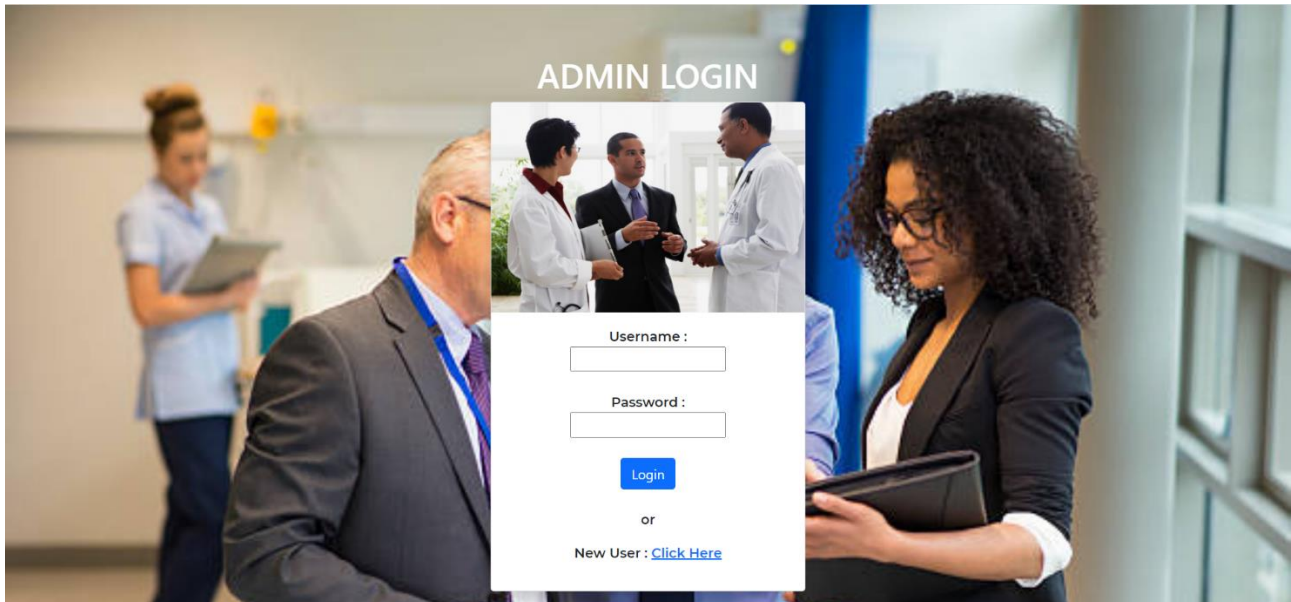 ADMIN LOGIN
Username :
Password :
Login
or
New User : Click Here